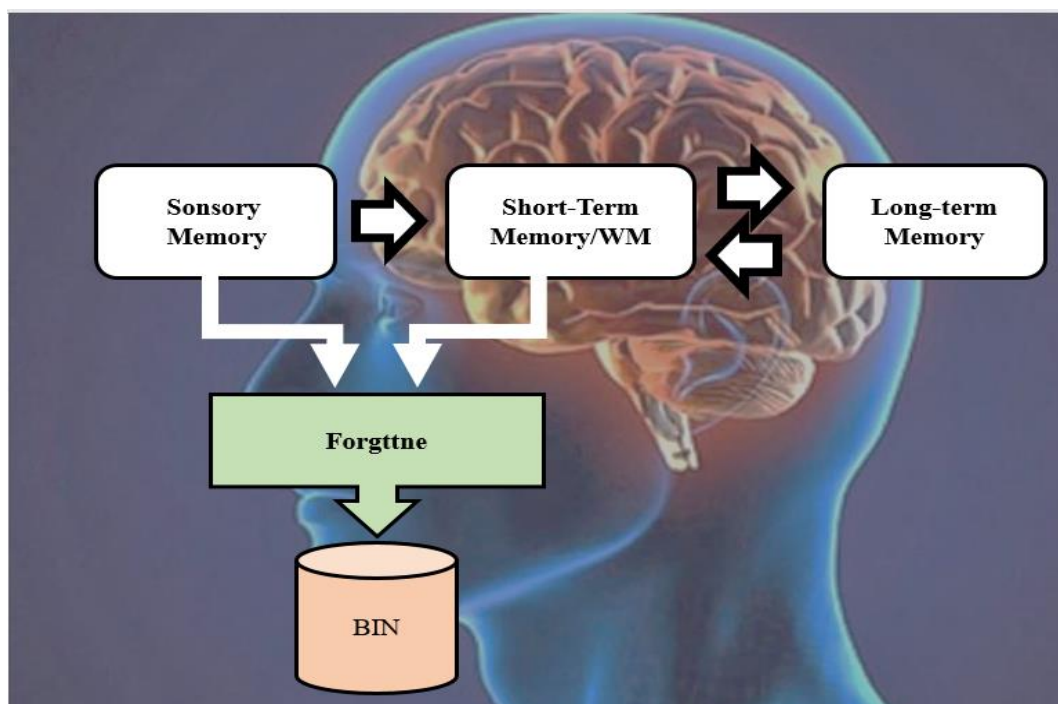 Sonsory
Memory
Short-Term
Memory/WM
Long-term
Memory
Forgttne
BIN